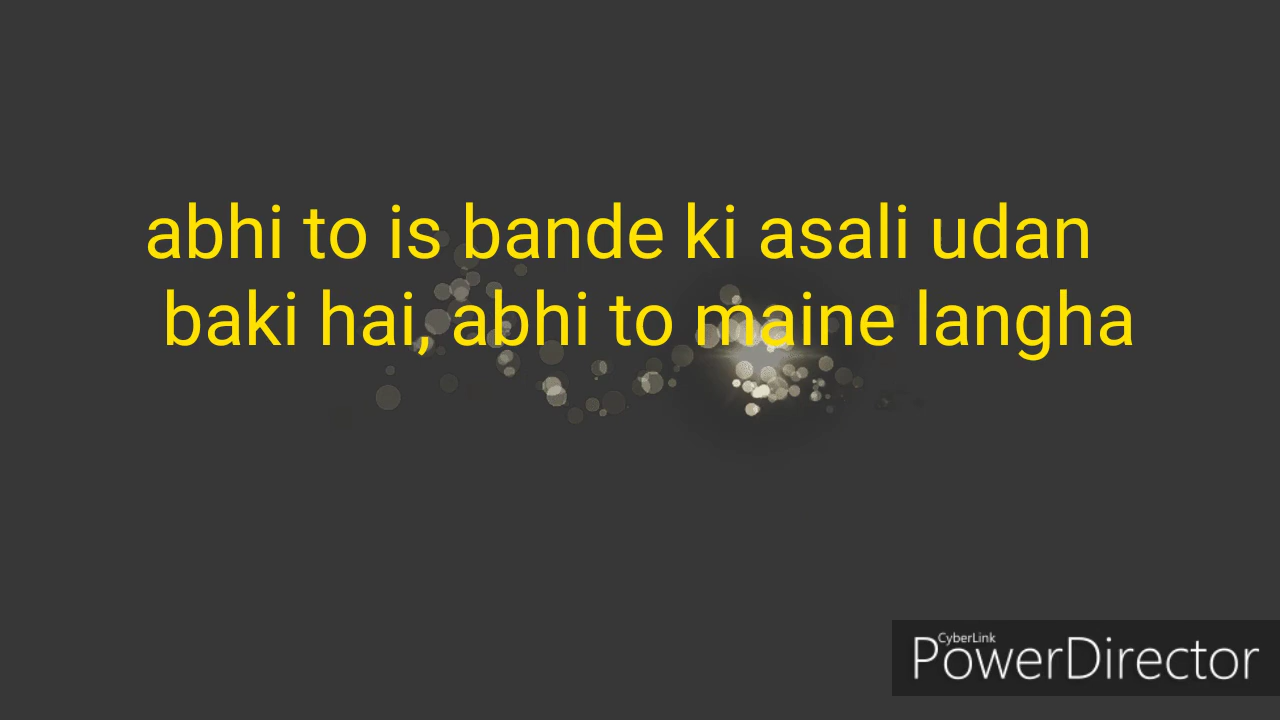 abhi to is bande ki asali udan
baki hai, abhi to maine langha
CyberLink
PowerDirector